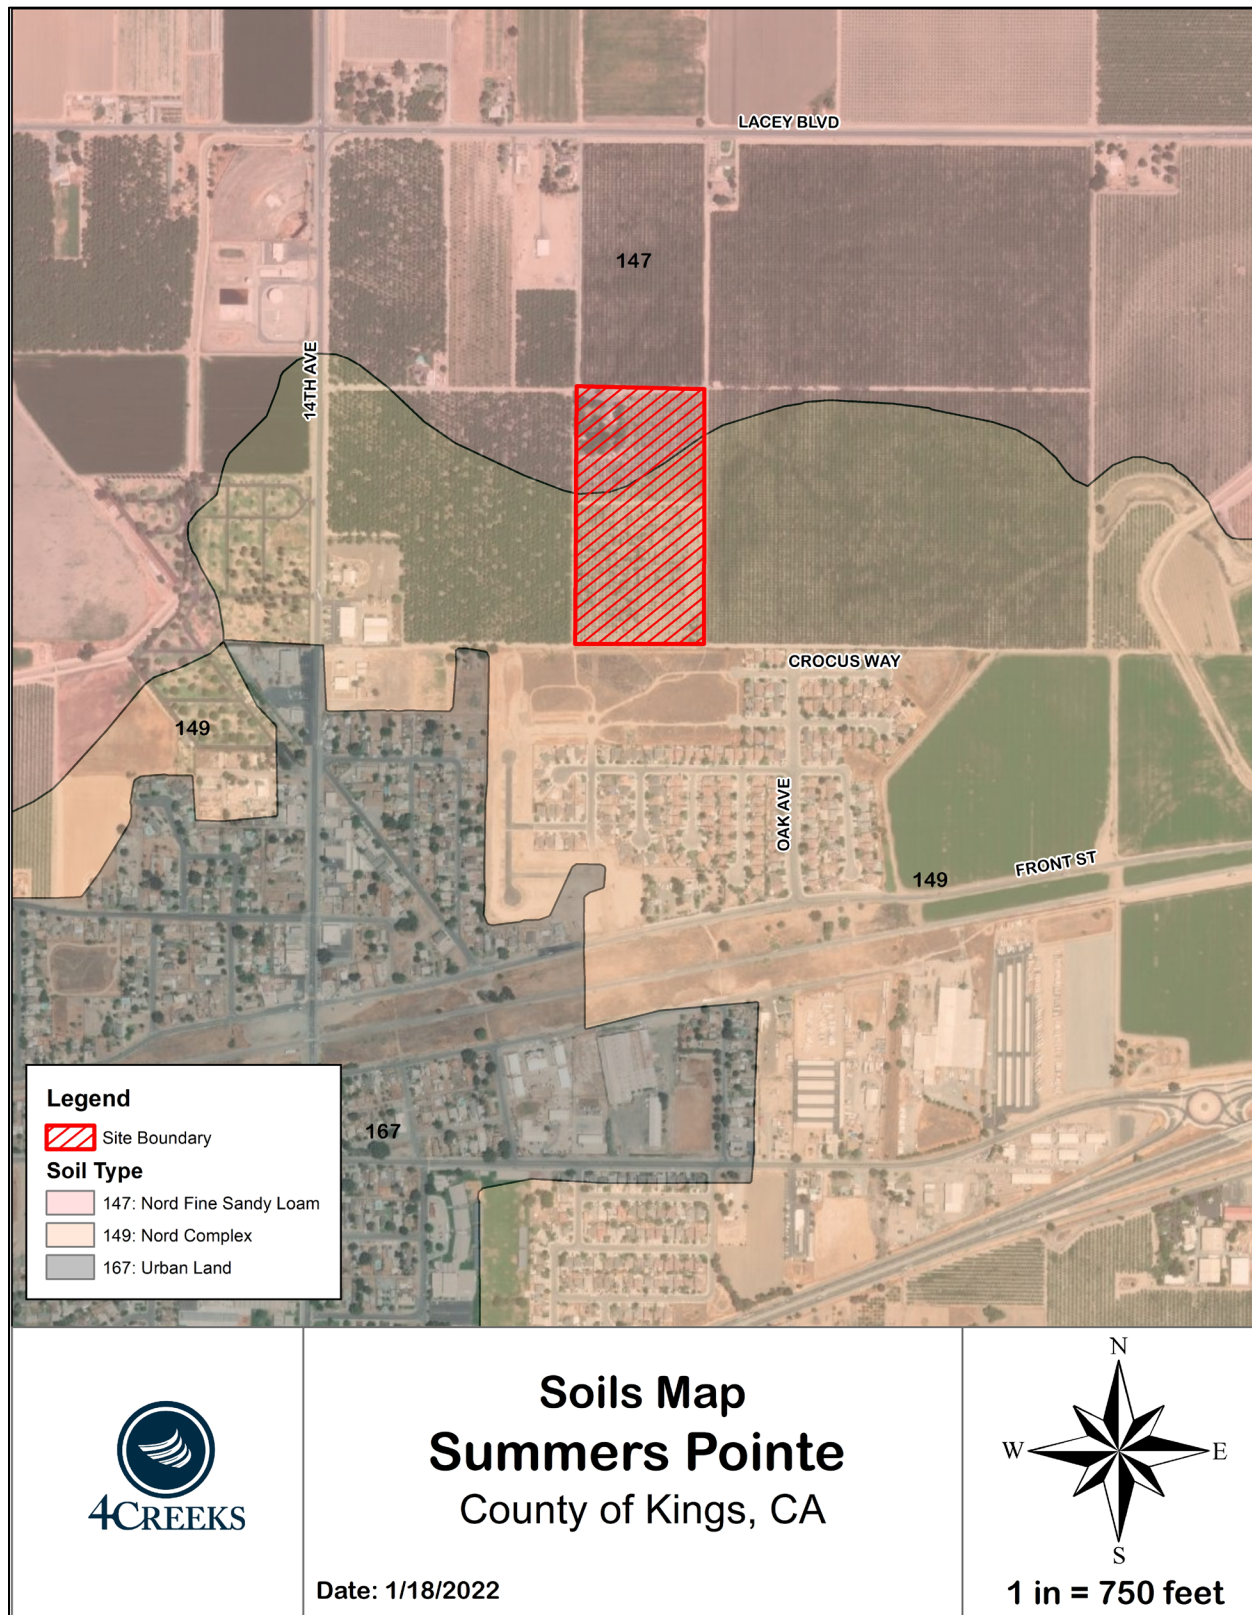 LACEY BLVD
147
14TH AVE
CROCUS WAY
149
OAK AVE
FRONT ST
149
167
Legend
Site Boundary
Soil Type
147: Nord Fine Sandy Loam
149: Nord Complex
167: Urban Land
4CREEKS
Soils Map
Summers Pointe
County of Kings, CA
Date: 1/18/2022
N
W
E
S
1 in = 750 feet